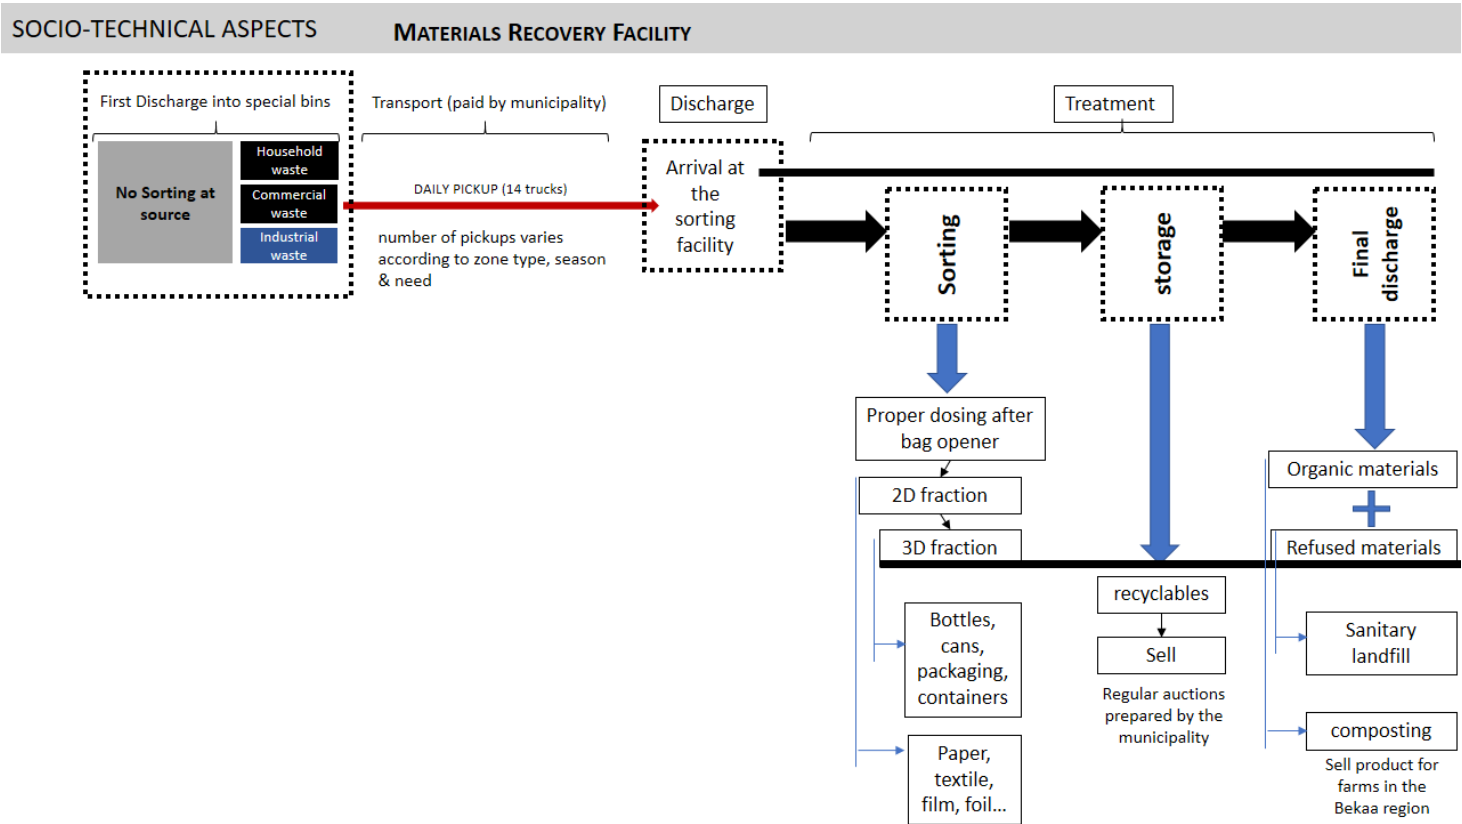 SOCIO-TECHNICAL ASPECTS
MATERIALS RECOVERY FACILITY
First Discharge into special bins
No Sorting at
source
Household
waste
Commercial
waste
Industrial
waste
Transport (paid by municipality)
DAILY PICKUP (14 trucks)
number of pickups varies
according to zone type, season
& need
Discharge
Arrival at
the
sorting
facility
Treatment
Sorting
storage
Final
discharge
Proper dosing after
bag opener
2D fraction
3D fraction
Bottles,
cans,
packaging,
containers
Paper,
textile,
film, foil...
recyclables
Sell
Regular auctions
prepared by the
municipality
Organic materials
Refused materials
Sanitary
landfill
composting
Sell product for
farms in the
Bekaa region